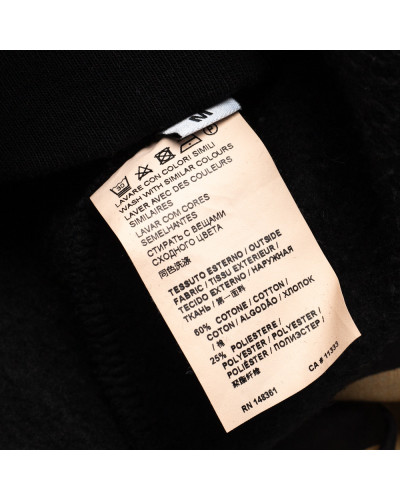 M
30
LAVARE CON COLORI SIMILI
WASH WITH SIMILAR COLOURS
LAVER AVEC DES COULEURS
SIMILAIRES
LAVAR COM CORES
SEMELHANTES
СТИРАТЬ С ВЕЩАМИ
СХОДНОГО ЦВЕТА
同色洗涤
TESSUTO ESTERNO / OUTSIDE
FABRIC / TISSU EXTERIEUR /
TECIDO EXTERNO / НАРУЖНАЯ
ТКАНЬ / 第一面料
60% COTONE / COTTON /
COTON / ALGODÃO / ХЛОПОК
/ 棉
25% POLIESTERE /
POLYESTER / POLYESTER /
POLIÉSTER / ПОЛИЭСТЕР /
聚酯纤维
RN 148361
CA # 11335